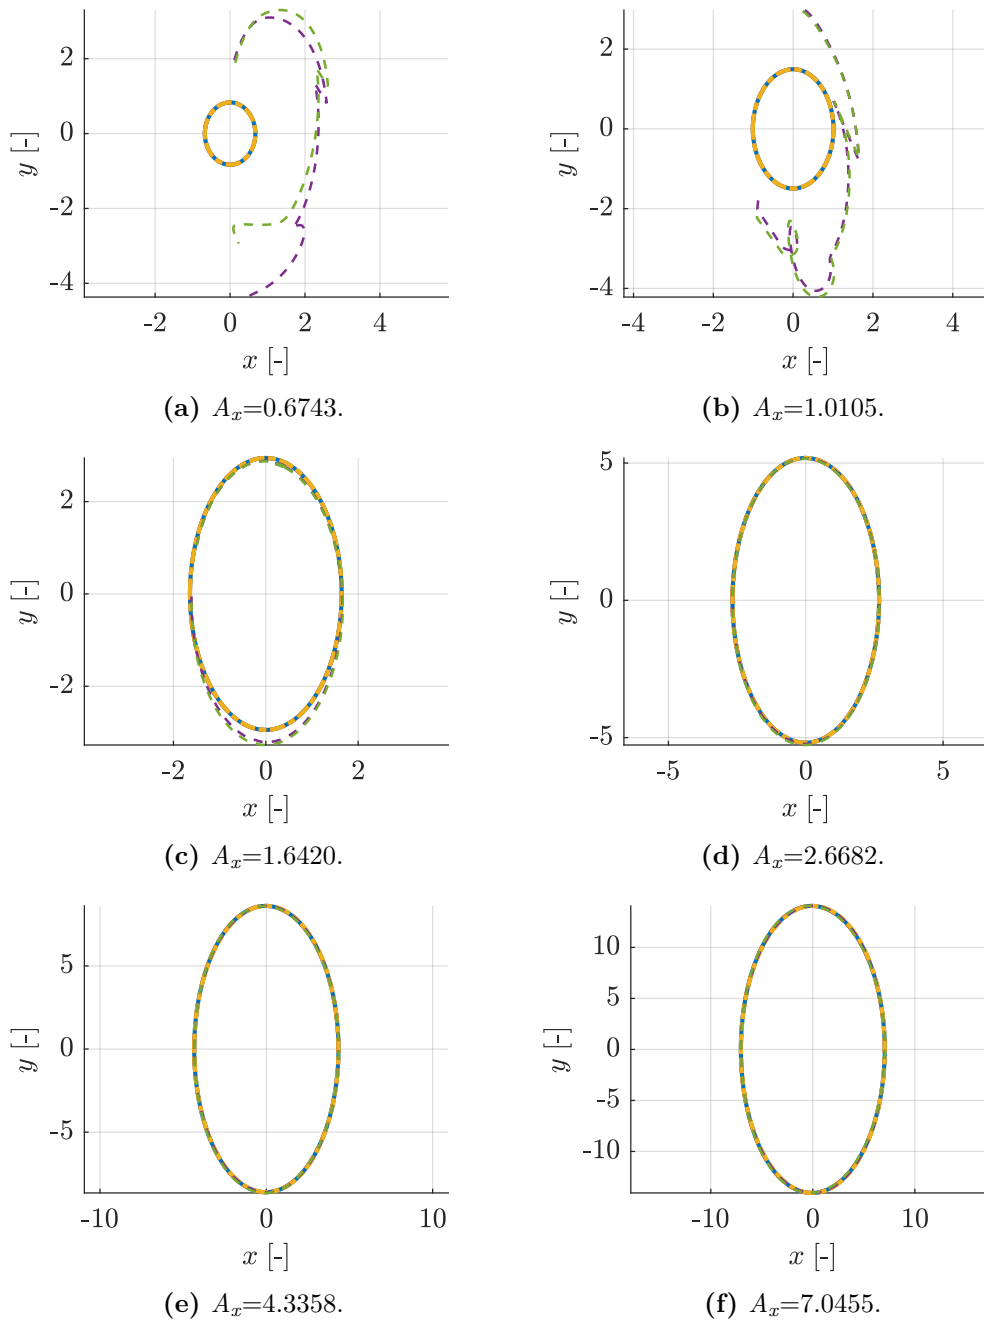 2
0
-2
-4
y [-]
-2 0 2 4
x [-]
(a) A_x=0.6743.
2
0
-2
-4
y [-]
-4 -2 0 2 4
x [-]
(b) A_x=1.0105.
2
0
-2
y [-]
-2 0 2
x [-]
(c) A_x=1.6420.
5
0
-5
y [-]
-5 0 5
x [-]
(d) A_x=2.6682.
5
0
-5
y [-]
-10 0 10
x [-]
(e) A_x=4.3358.
10
5
0
-5
-10
y [-]
-10 0 10
x [-]
(f) A_x=7.0455.